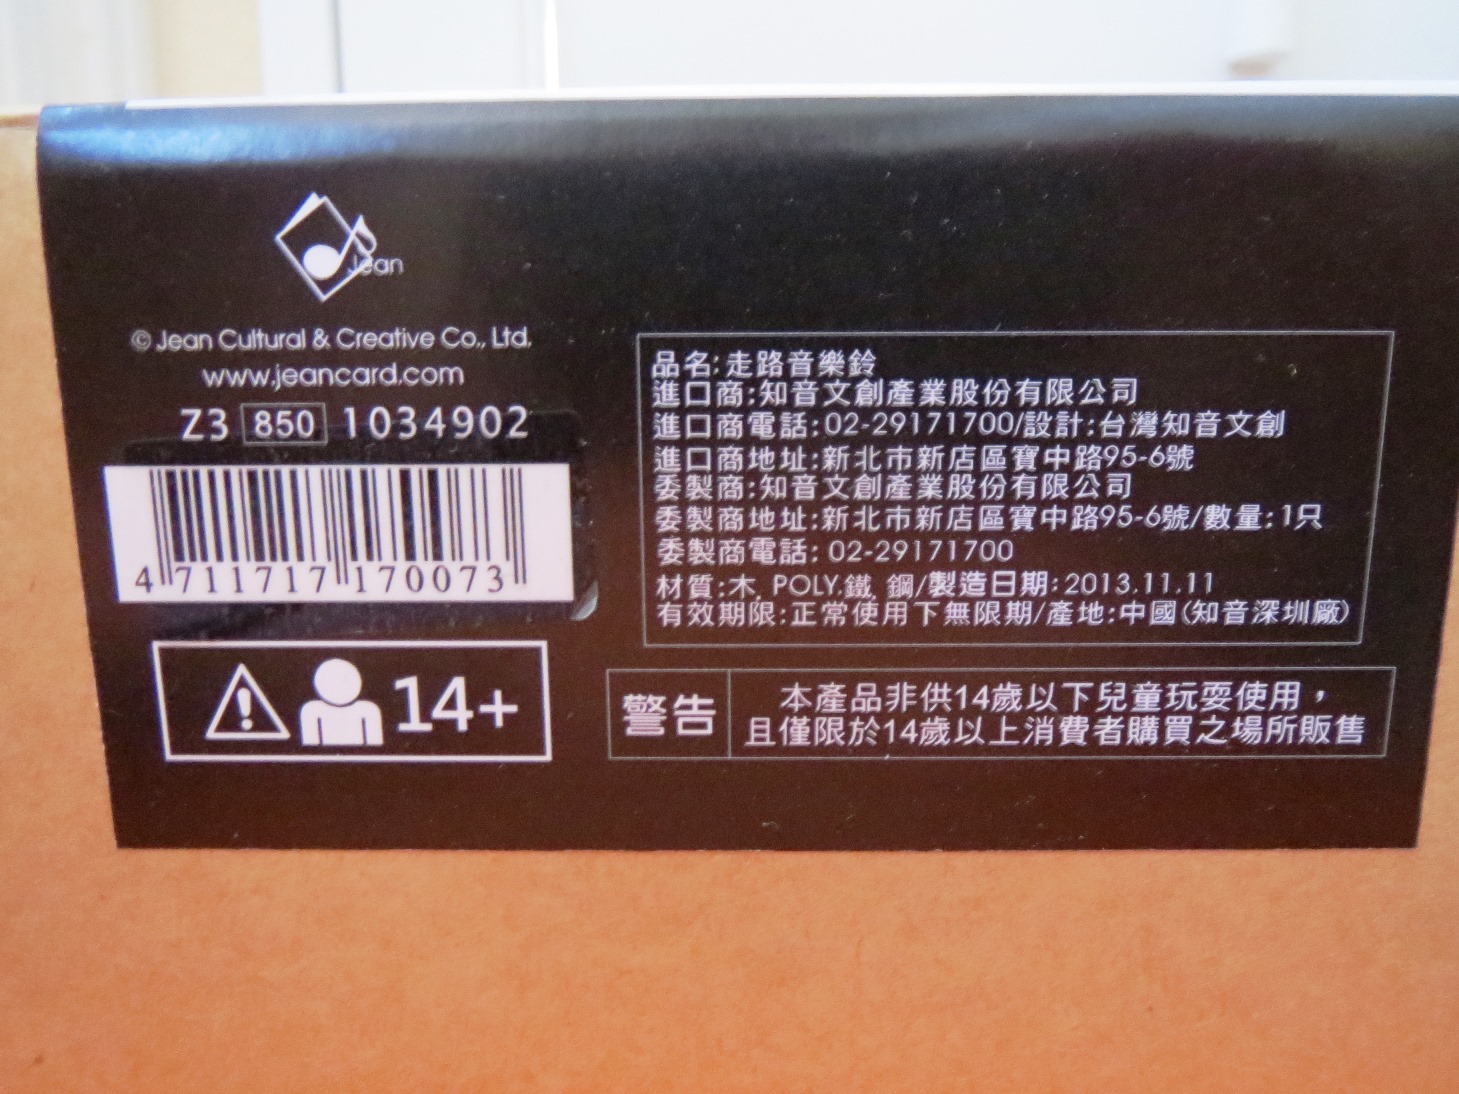 Jean
© Jean Cultural & Creative Co., Ltd.
www.jeancard.com
Z3 850 1034902
4 711717 170073
14+
品名:走路音樂鈴
進口商:知音文創產業股份有限公司
進口商電話:02-29171700/設計:台灣知音文創
進口商地址:新北市新店區寶中路95-6號
委製商:知音文創產業股份有限公司
委製商地址:新北市新店區寶中路95-6號/數量:1只
委製商電話: 02-29171700
材質:木, POLY.鐵, 鋼/製造日期:2013.11.11
有效期限:正常使用下無限期/產地:中國(知音深圳廠)
警告
本產品非供14歲以下兒童玩耍使用，
且僅限於14歲以上消費者購買之場所販售